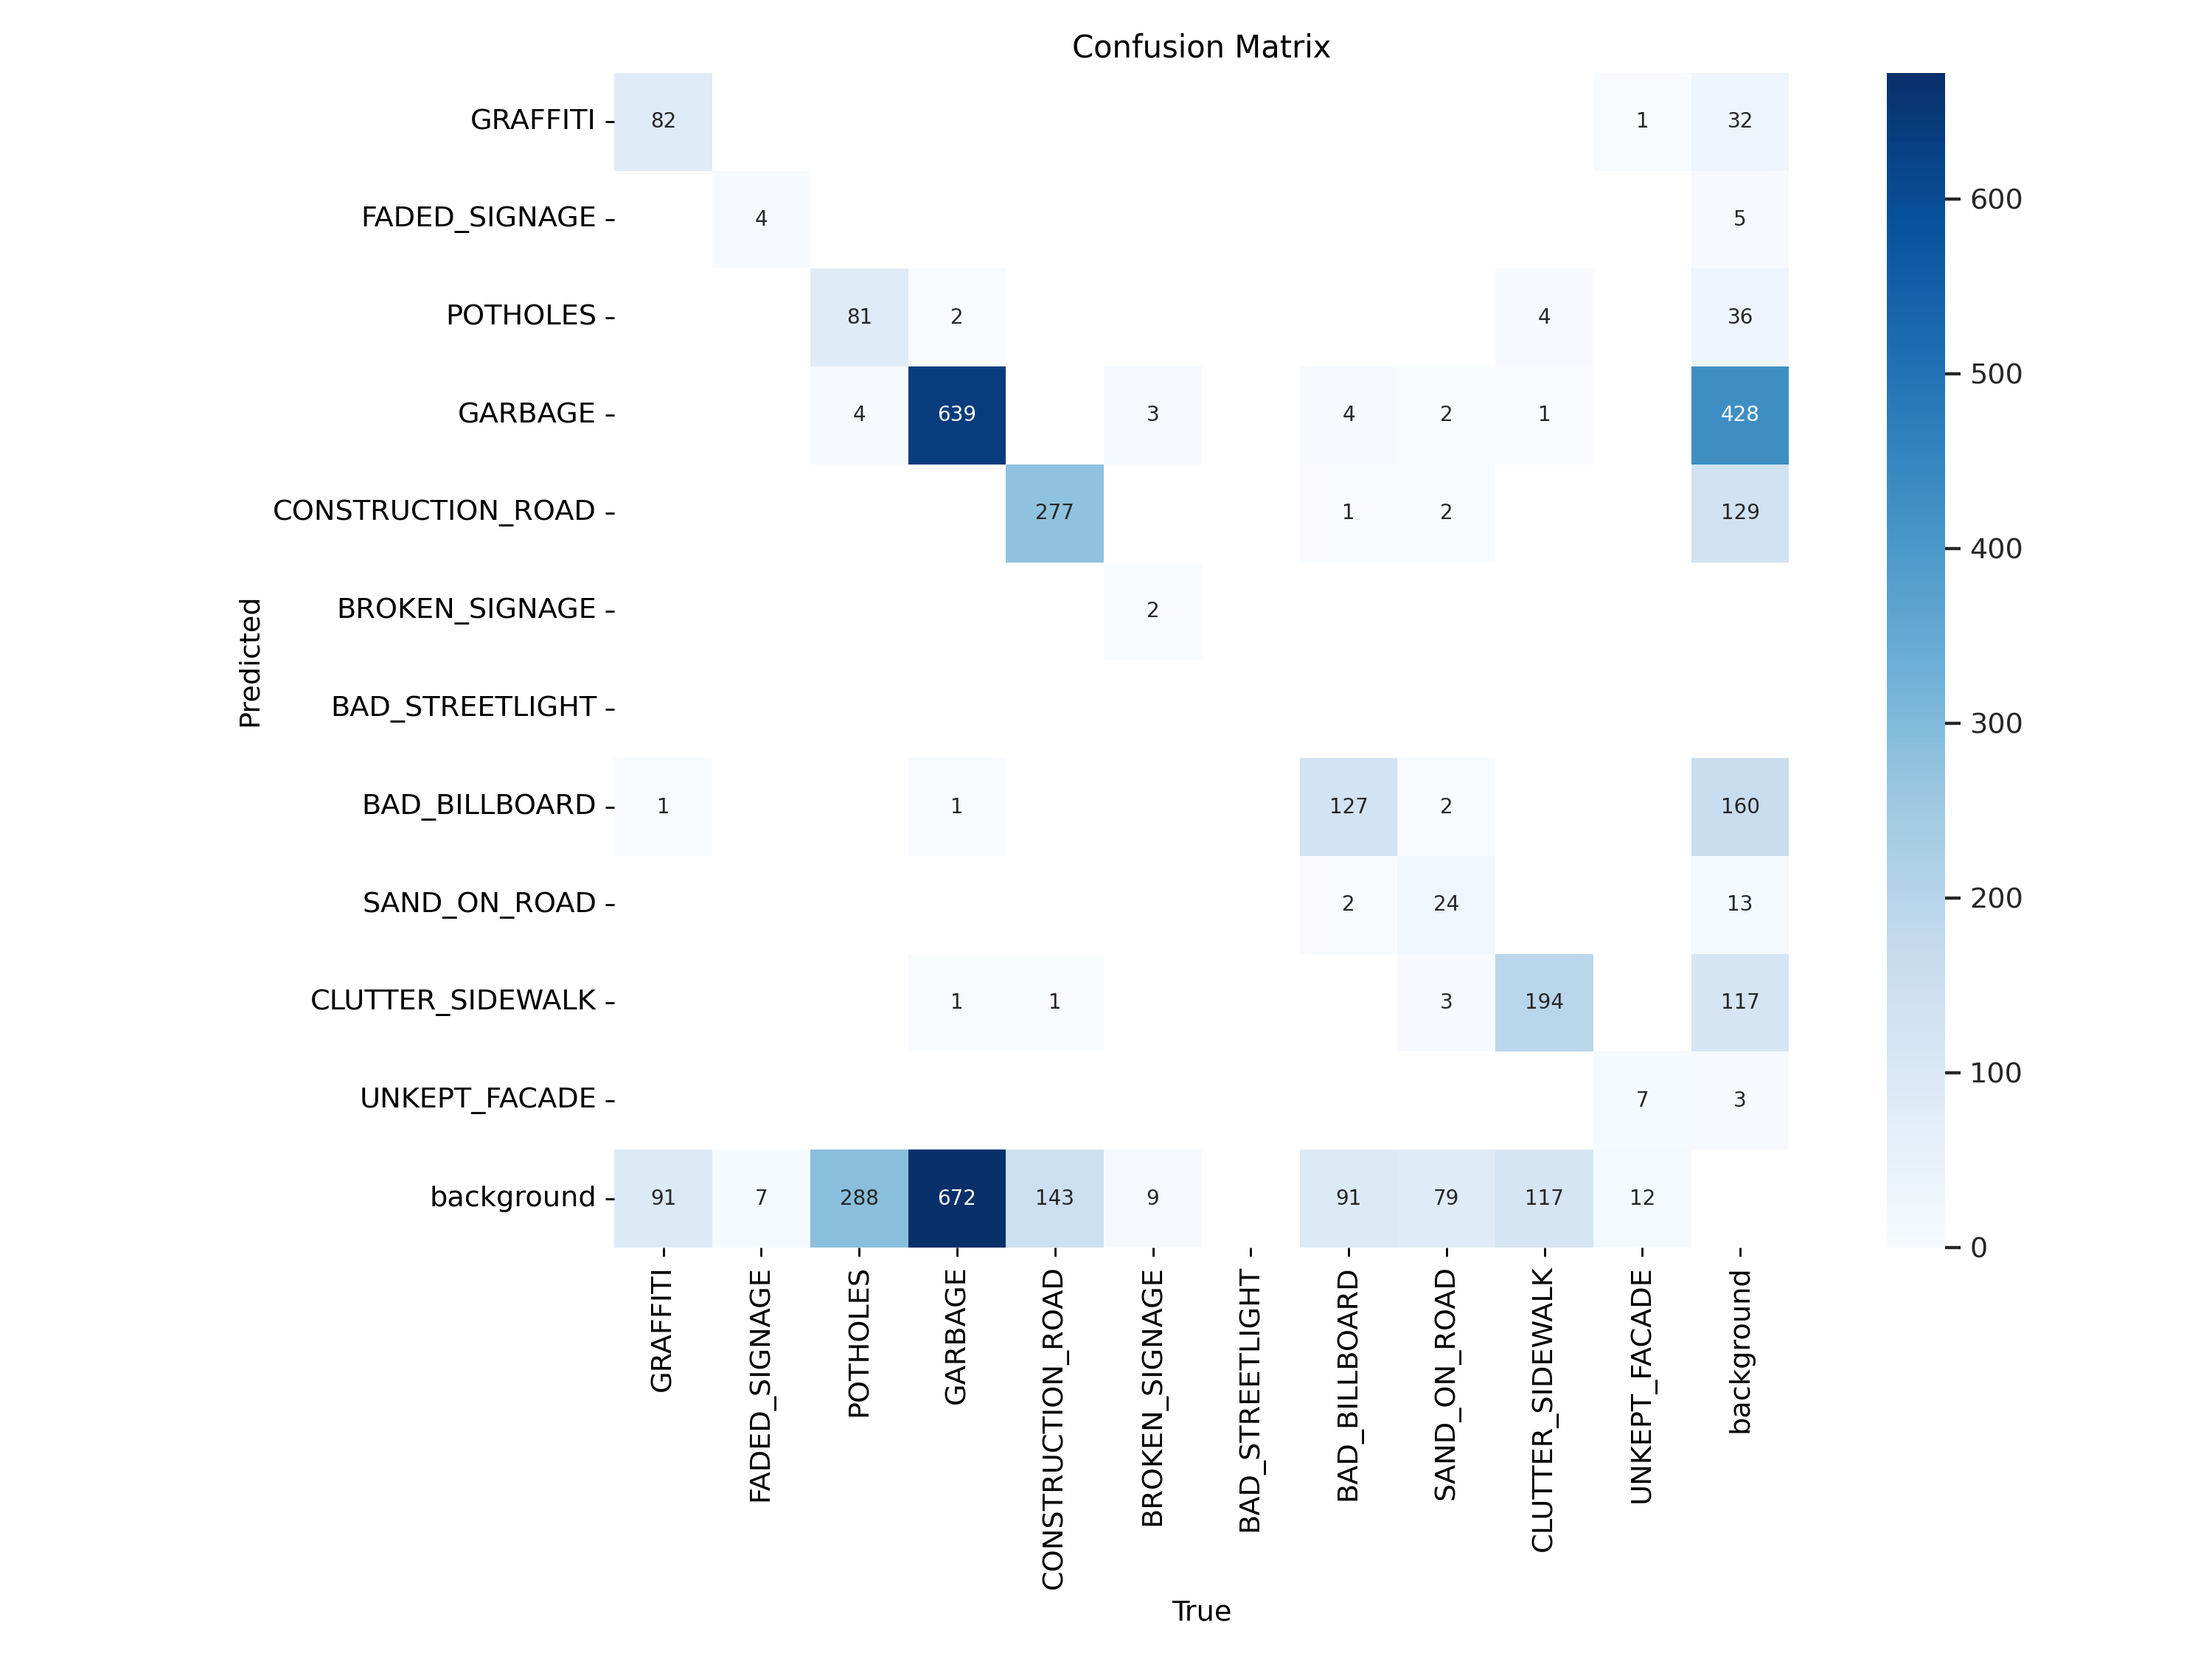 Confusion Matrix
GRAFFITI 82 1 32
FADED_SIGNAGE 4 5
POTHOLES 81 2 4 36
GARBAGE 4 639 3 4 2 1 428
CONSTRUCTION_ROAD 277 1 2 129
BROKEN_SIGNAGE 2
BAD_STREETLIGHT
BAD_BILLBOARD 1 1 127 2 160
SAND_ON_ROAD 2 24 13
CLUTTER_SIDEWALK 1 1 3 194 117
UNKEPT_FACADE 7 3
background 91 7 288 672 143 9 91 79 117 12
Predicted
GRAFFITI
FADED_SIGNAGE
POTHOLES
GARBAGE
CONSTRUCTION_ROAD
BROKEN_SIGNAGE
BAD_STREETLIGHT
BAD_BILLBOARD
SAND_ON_ROAD
CLUTTER_SIDEWALK
UNKEPT_FACADE
background
True
600
500
400
300
200
100
0